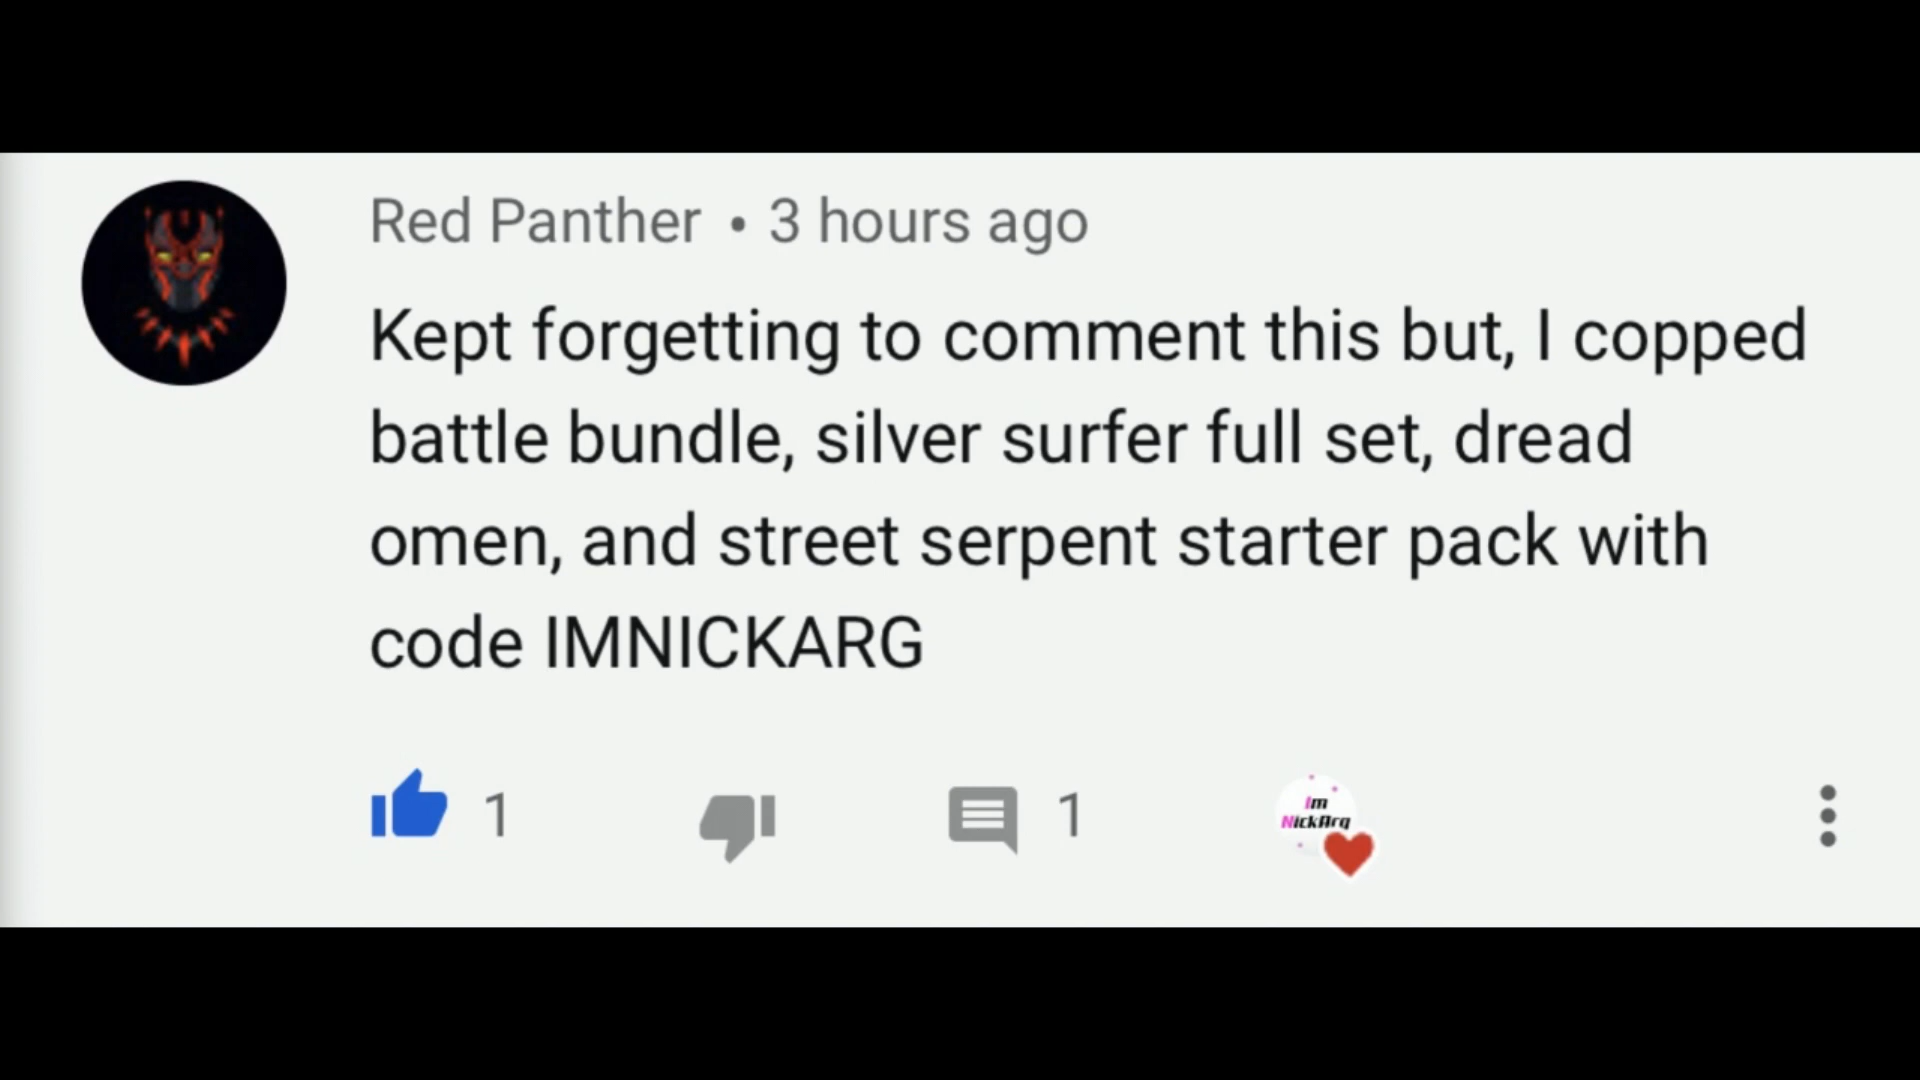 Red Panther • 3 hours ago
Kept forgetting to comment this but, I copped
battle bundle, silver surfer full set, dread
omen, and street serpent starter pack with
code IMNICKARG
1
1
Im
NickArg